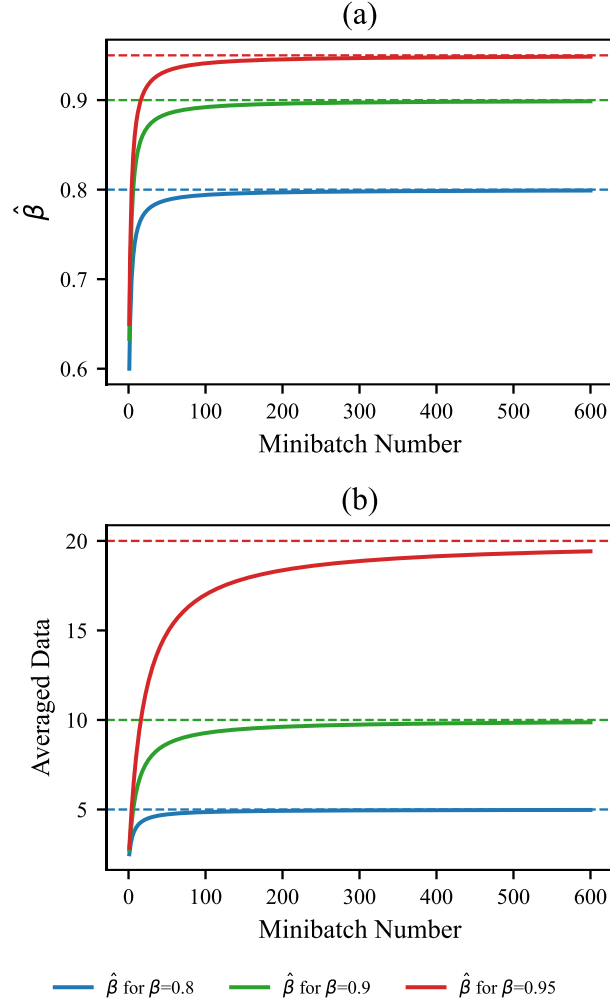 (a)
0.9
0.8
0.7
0.6
β̂
0 100 200 300 400 500 600
Minibatch Number
(b)
20
15
10
5
Averaged Data
0 100 200 300 400 500 600
Minibatch Number
β̂ for β=0.8 β̂ for β=0.9 β̂ for β=0.95